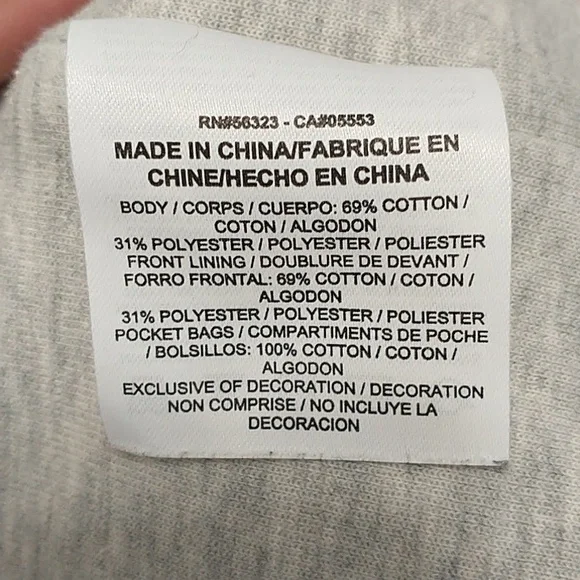 RN#56323 - CA#05553
MADE IN CHINA/FABRIQUE EN
CHINE/HECHO EN CHINA
BODY / CORPS / CUERPO: 69% COTTON /
COTON / ALGODON
31% POLYESTER / POLYESTER / POLIESTER
FRONT LINING / DOUBLURE DE DEVANT /
FORRO FRONTAL: 69% COTTON / COTON /
ALGODON
31% POLYESTER / POLYESTER / POLIESTER
POCKET BAGS / COMPARTIMENTS DE POCHE
/ BOLSILLOS: 100% COTTON / COTON /
ALGODON
EXCLUSIVE OF DECORATION / DECORATION
NON COMPRISE / NO INCLUYE LA
DECORACION